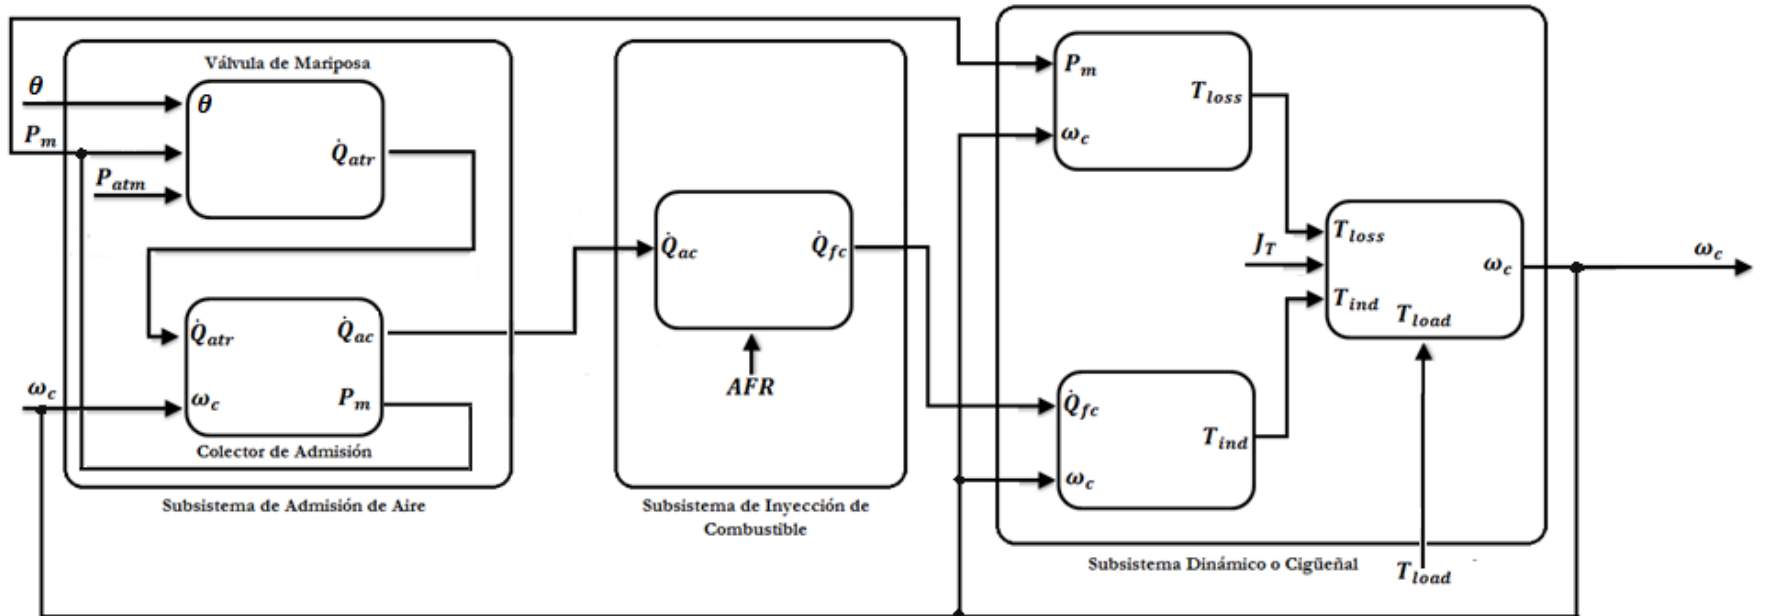 Válvula de Mariposa
θ
θ
P_m
Q̇_atr
P_atm
Q̇_atr
Q̇_ac
ω_c
ω_c
P_m
Colector de Admisión
Subsistema de Admisión de Aire
Q̇_ac
Q̇_fc
AFR
Subsistema de Inyección de
Combustible
P_m
T_loss
ω_c
T_loss
J_T
ω_c
T_ind
T_load
Q̇_fc
T_ind
ω_c
Subsistema Dinámico o Cigüeñal
T_load
ω_c